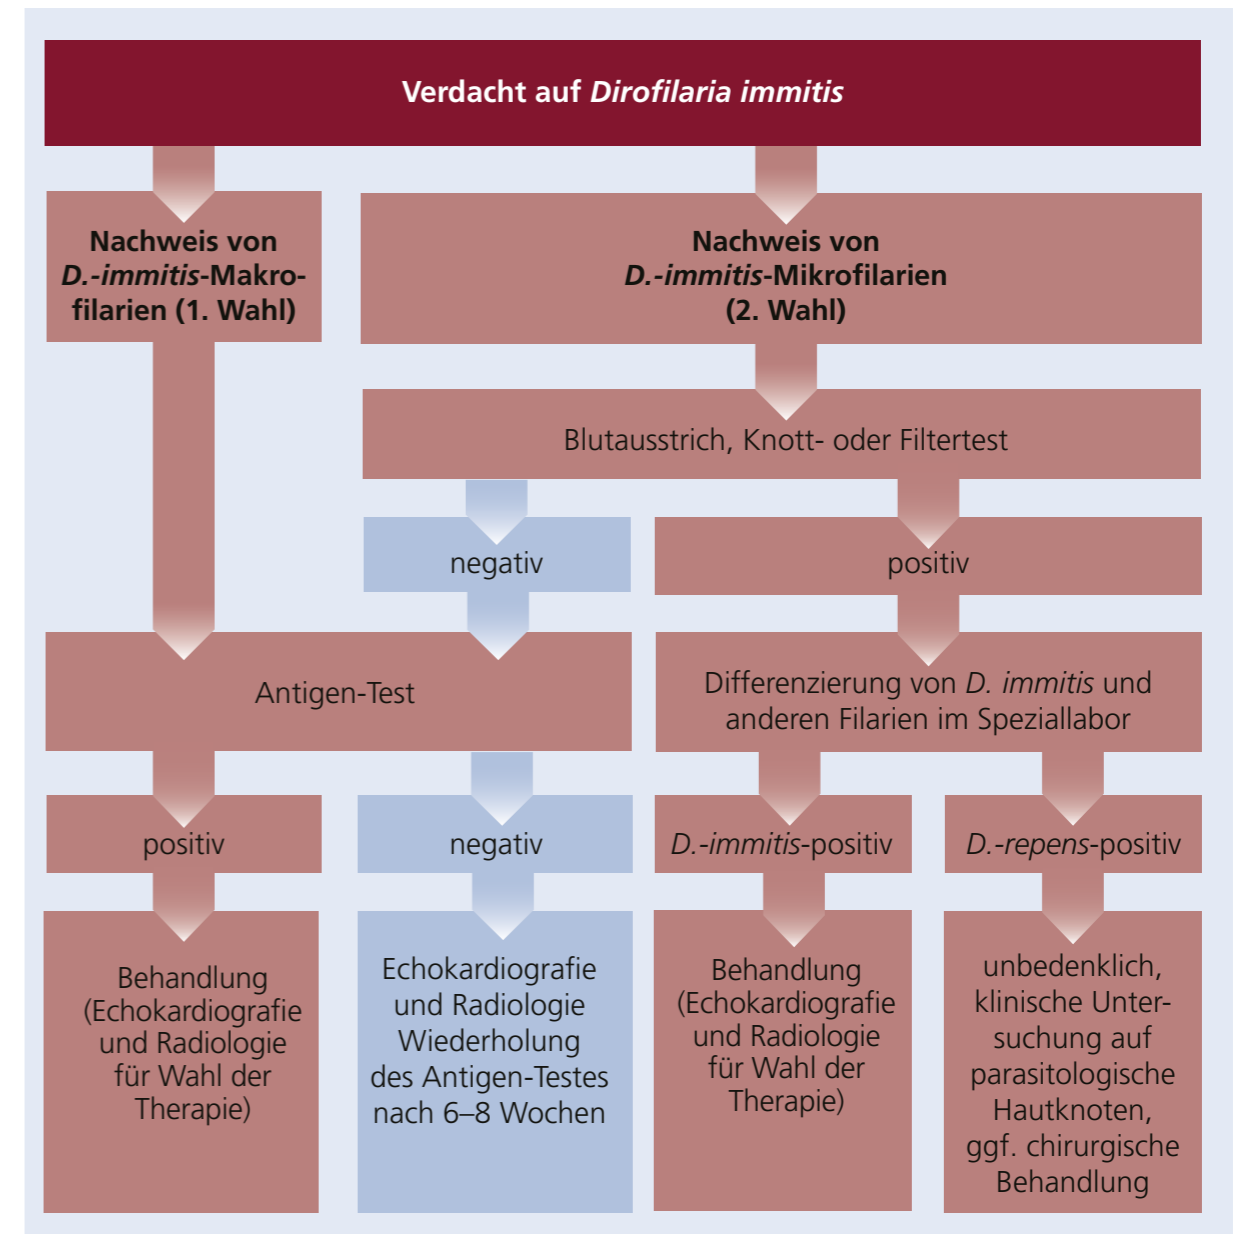 Verdacht auf Dirofilaria immitis
Nachweis von
D.-immitis-Makro-
filarien (1. Wahl)
Nachweis von
D.-immitis-Mikrofilarien
(2. Wahl)
Blutausstrich, Knott- oder Filtertest
negativ
positiv
Antigen-Test
Differenzierung von D. immitis und
anderen Filarien im Speziallabor
positiv
negativ
D.-immitis-positiv
D.-repens-positiv
Behandlung
(Echokardiografie
und Radiologie
für Wahl der
Therapie)
Echokardiografie
und Radiologie
Wiederholung
des Antigen-Testes
nach 6–8 Wochen
Behandlung
(Echokardiografie
und Radiologie
für Wahl der
Therapie)
unbedenklich,
klinische Unter-
suchung auf
parasitologische
Hautknoten,
ggf. chirurgische
Behandlung